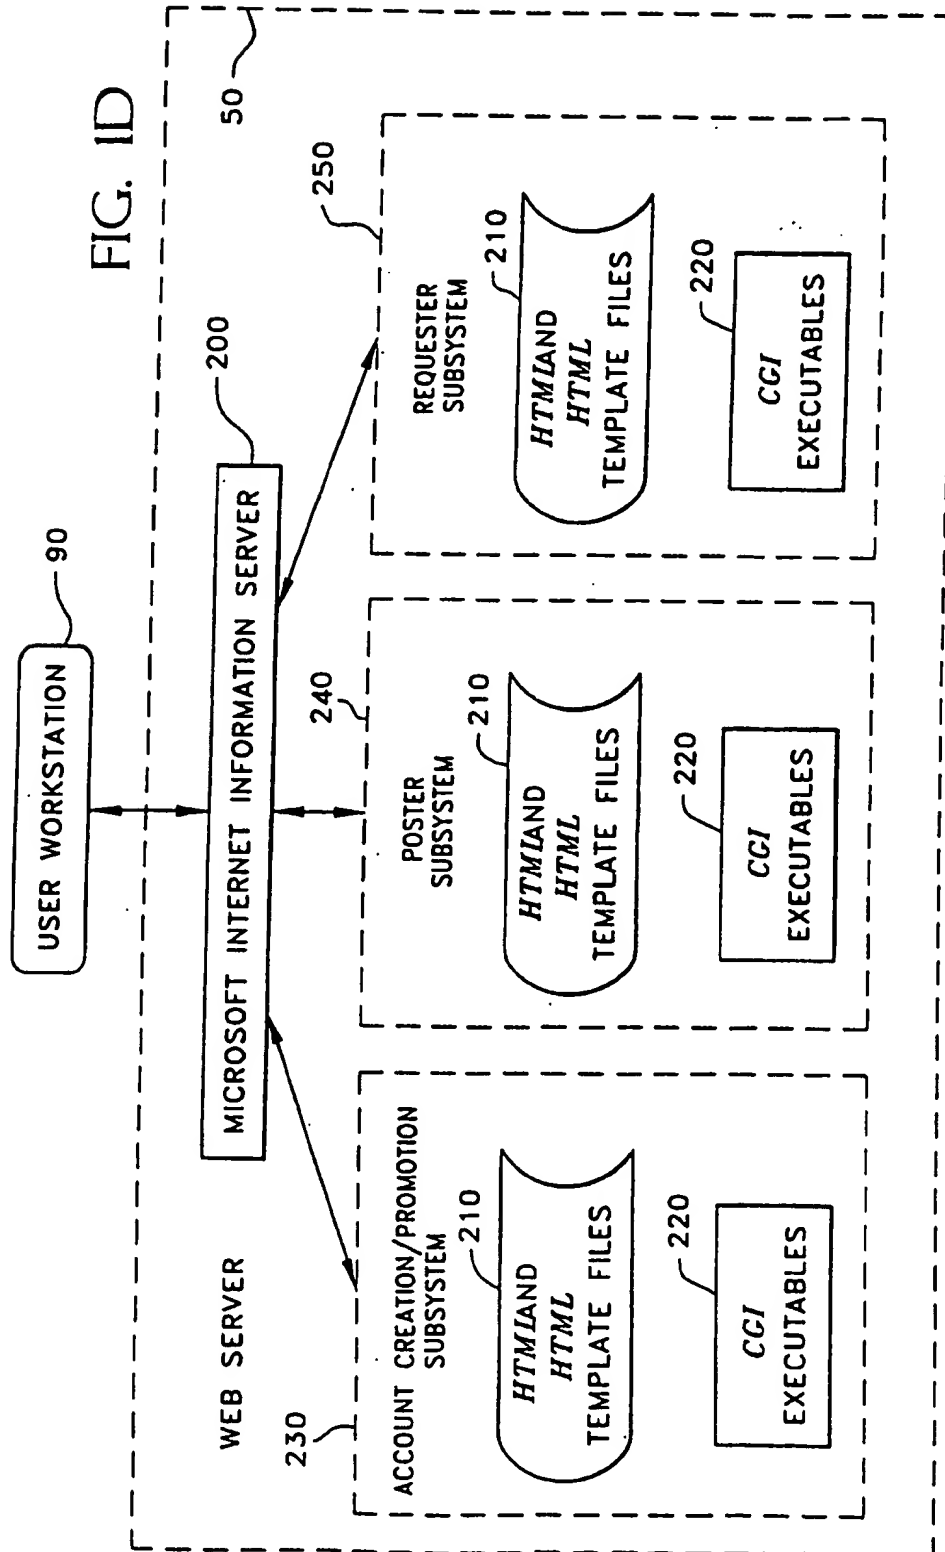 FIG. 1D
USER WORKSTATION
90
50
WEB SERVER
MICROSOFT INTERNET INFORMATION SERVER
200
230
ACCOUNT CREATION/PROMOTION
SUBSYSTEM
210
HTMLAND
HTML
TEMPLATE FILES
220
CGI
EXECUTABLES
240
POSTER
SUBSYSTEM
210
HTMLAND
HTML
TEMPLATE FILES
220
CGI
EXECUTABLES
250
REQUESTER
SUBSYSTEM
210
HTMLAND
HTML
TEMPLATE FILES
220
CGI
EXECUTABLES